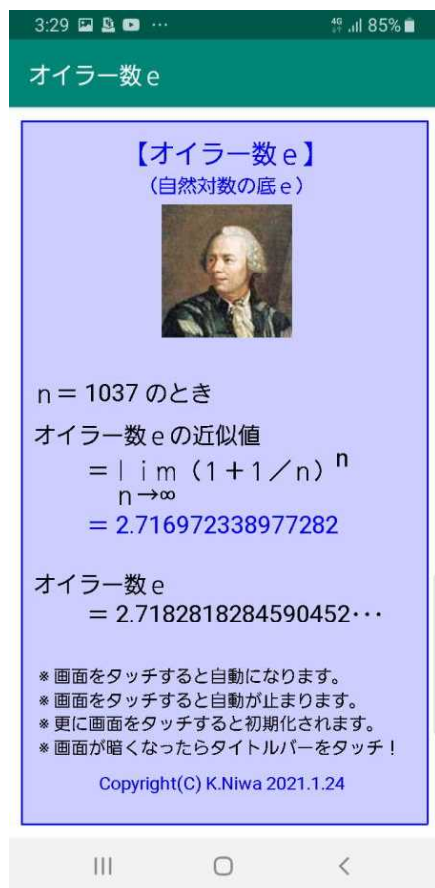 3:29 ··· 4G 85%
オイラー数e
【オイラー数e】
（自然対数の底e）
n＝ 1037 のとき
オイラー数eの近似値
＝ｌｉｍ（1＋1／n）n
n→∞
＝ 2.716972338977282
オイラー数e
＝ 2.7182818284590452･･･
※画面をタッチすると自動になります。
※画面をタッチすると自動が止まります。
※更に画面をタッチすると初期化されます。
※画面が暗くなったらタイトルバーをタッチ！
Copyright(C) K.Niwa 2021.1.24